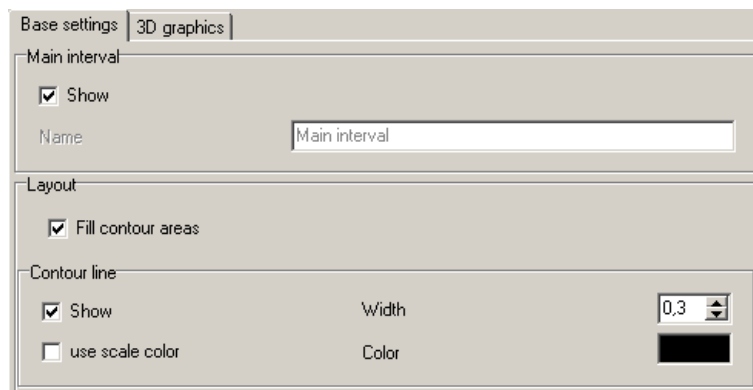 Base settings 3D graphics
Main interval
Show
Name Main interval
Layout
Fill contour areas
Contour line
Show Width 0,3
use scale color Color